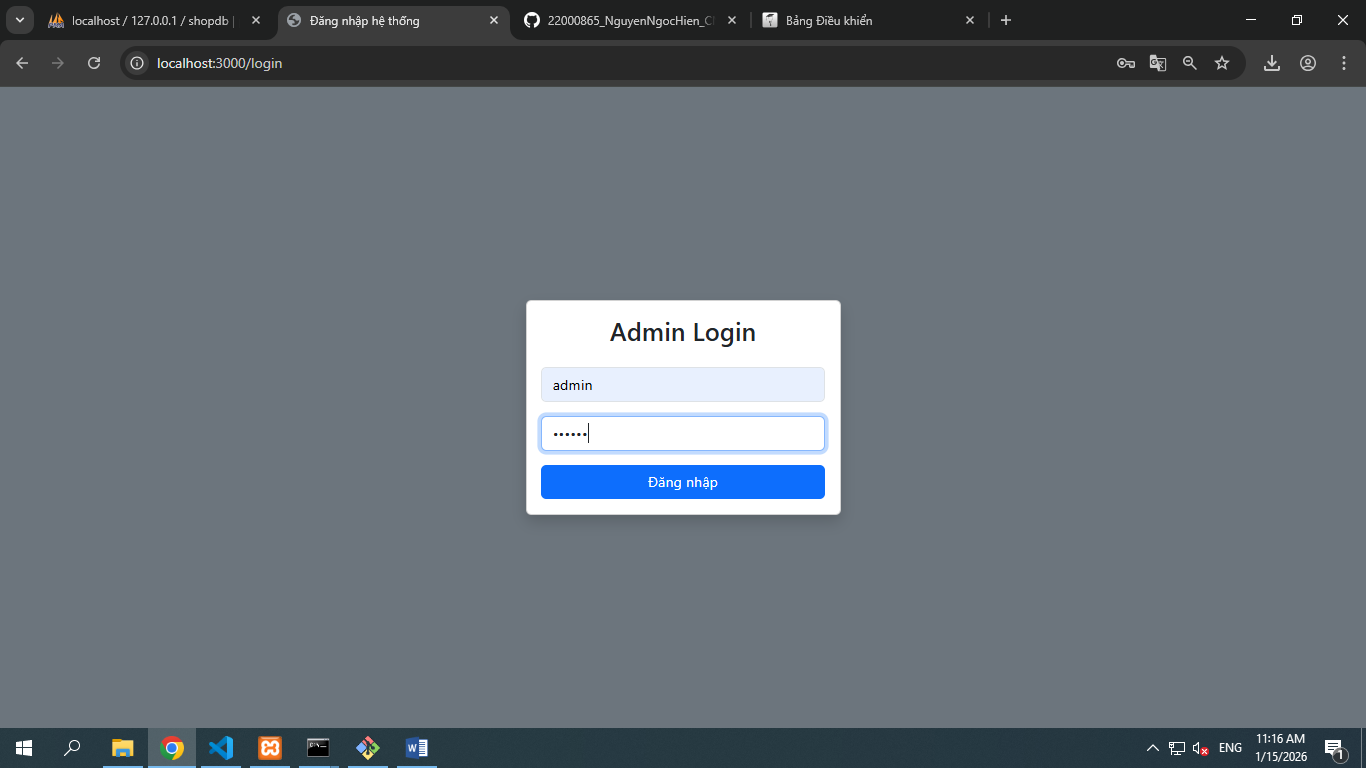 localhost / 127.0.0.1 / shopdb |
Đăng nhập hệ thống
22000865_NguyenNgocHien_C
Bảng Điều khiển
localhost:3000/login
Admin Login
admin
••••••
Đăng nhập
ENG
11:16 AM
1/15/2026
1